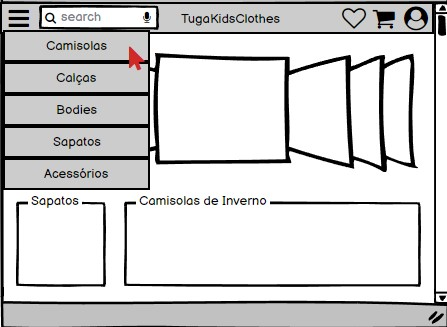 search
TugaKidsClothes
Camisolas
Calças
Bodies
Sapatos
Acessórios
Sapatos
Camisolas de Inverno